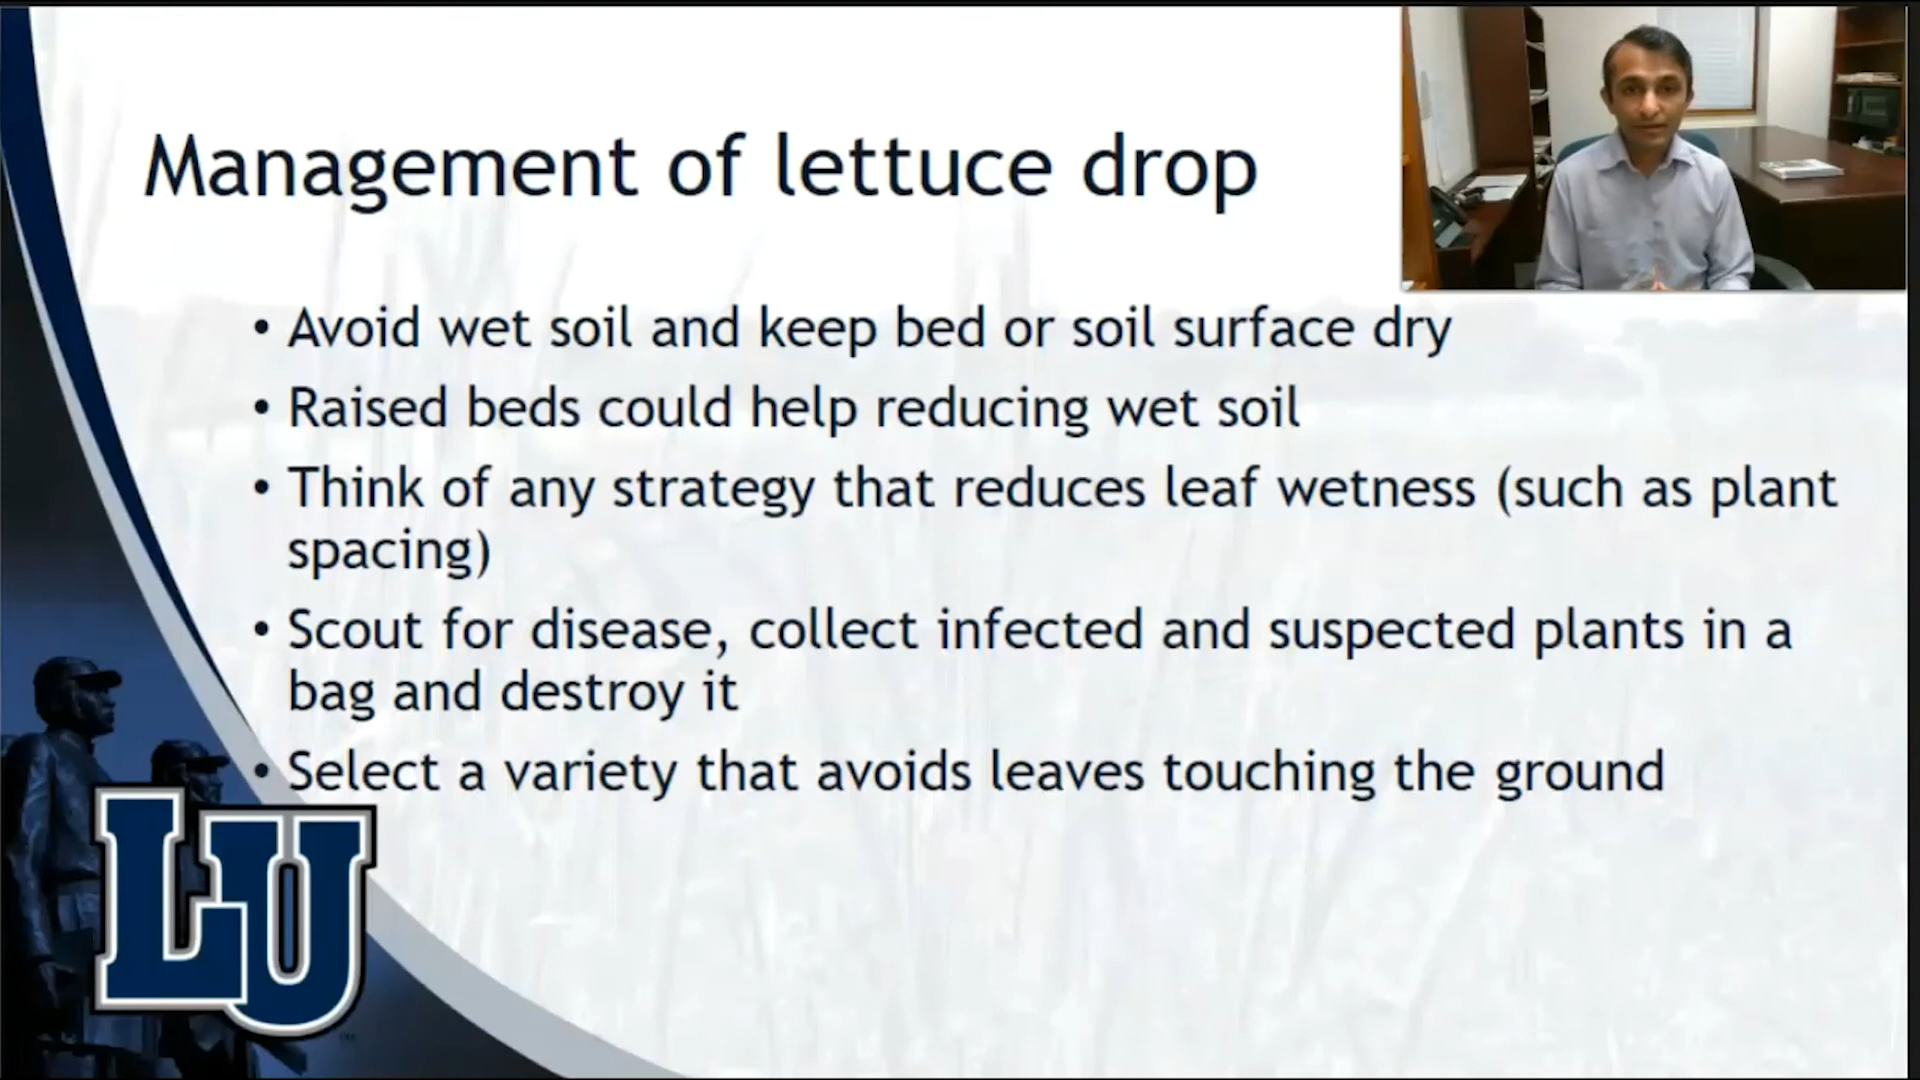 Management of lettuce drop
• Avoid wet soil and keep bed or soil surface dry
• Raised beds could help reducing wet soil
• Think of any strategy that reduces leaf wetness (such as plant
spacing)
• Scout for disease, collect infected and suspected plants in a
bag and destroy it
• Select a variety that avoids leaves touching the ground
LU